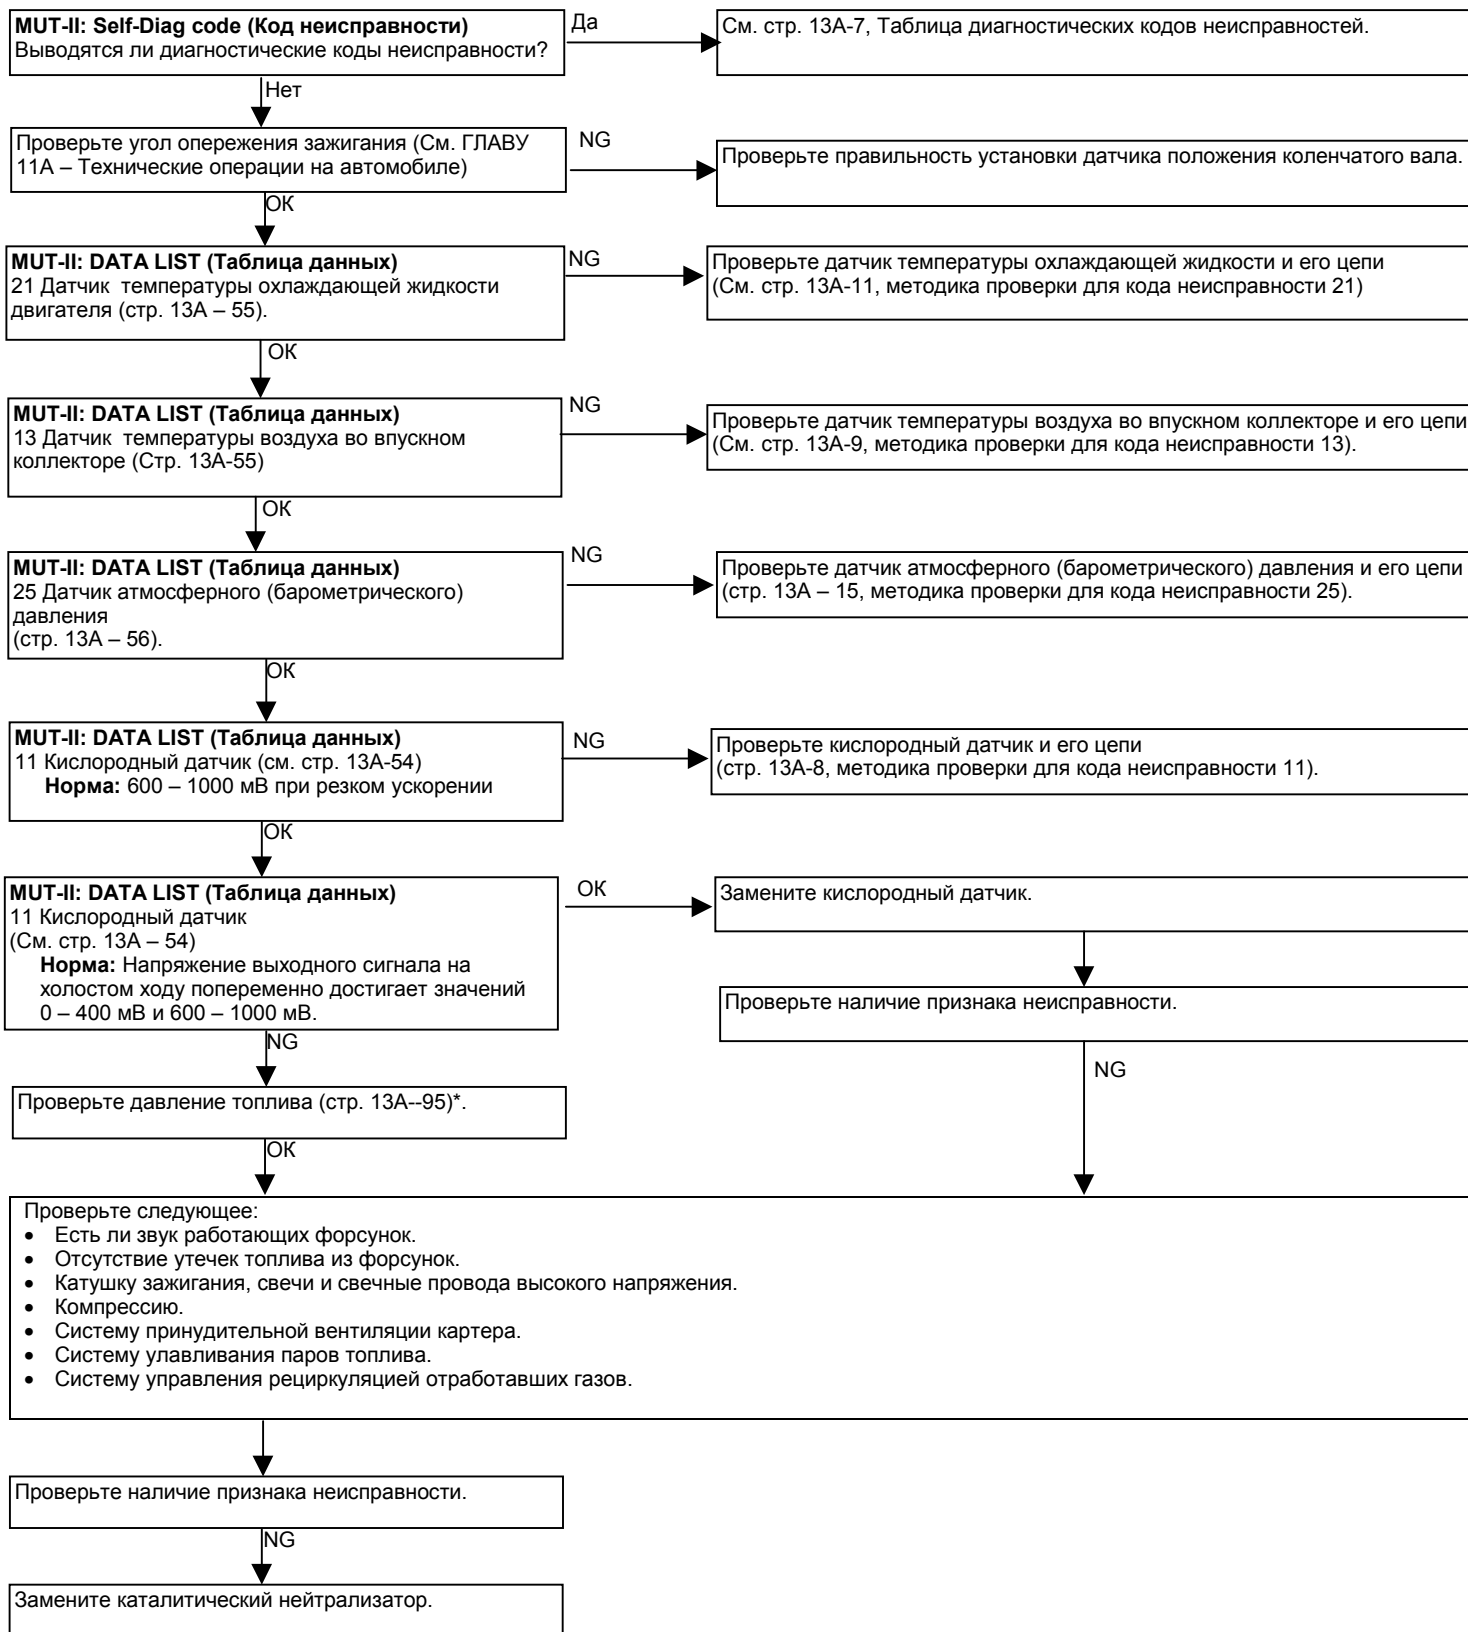 MUT-II: Self-Diag code (Код неисправности)
Выводятся ли диагностические коды неисправности?
Да
См. стр. 13А-7, Таблица диагностических кодов неисправностей.
Нет
Проверьте угол опережения зажигания (См. ГЛАВУ
11А – Технические операции на автомобиле)
NG
Проверьте правильность установки датчика положения коленчатого вала.
ОК
MUT-II: DATA LIST (Таблица данных)
21 Датчик температуры охлаждающей жидкости
двигателя (стр. 13А – 55).
NG
Проверьте датчик температуры охлаждающей жидкости и его цепи
(См. стр. 13А-11, методика проверки для кода неисправности 21)
ОК
MUT-II: DATA LIST (Таблица данных)
13 Датчик температуры воздуха во впускном
коллекторе (Стр. 13А-55)
NG
Проверьте датчик температуры воздуха во впускном коллекторе и его цепи
(См. стр. 13А-9, методика проверки для кода неисправности 13).
ОК
MUT-II: DATA LIST (Таблица данных)
25 Датчик атмосферного (барометрического)
давления
(стр. 13А – 56).
NG
Проверьте датчик атмосферного (барометрического) давления и его цепи
(стр. 13А – 15, методика проверки для кода неисправности 25).
ОК
MUT-II: DATA LIST (Таблица данных)
11 Кислородный датчик (см. стр. 13А-54)
Норма: 600 – 1000 мВ при резком ускорении
NG
Проверьте кислородный датчик и его цепи
(стр. 13А-8, методика проверки для кода неисправности 11).
ОК
MUT-II: DATA LIST (Таблица данных)
11 Кислородный датчик
(См. стр. 13А – 54)
Норма: Напряжение выходного сигнала на
холостом ходу попеременно достигает значений
0 – 400 мВ и 600 – 1000 мВ.
ОК
Замените кислородный датчик.
Проверьте наличие признака неисправности.
NG
NG
Проверьте давление топлива (стр. 13А--95)*.
ОК
Проверьте следующее:
• Есть ли звук работающих форсунок.
• Отсутствие утечек топлива из форсунок.
• Катушку зажигания, свечи и свечные провода высокого напряжения.
• Компрессию.
• Систему принудительной вентиляции картера.
• Систему улавливания паров топлива.
• Систему управления рециркуляцией отработавших газов.
Проверьте наличие признака неисправности.
NG
Замените каталитический нейтрализатор.